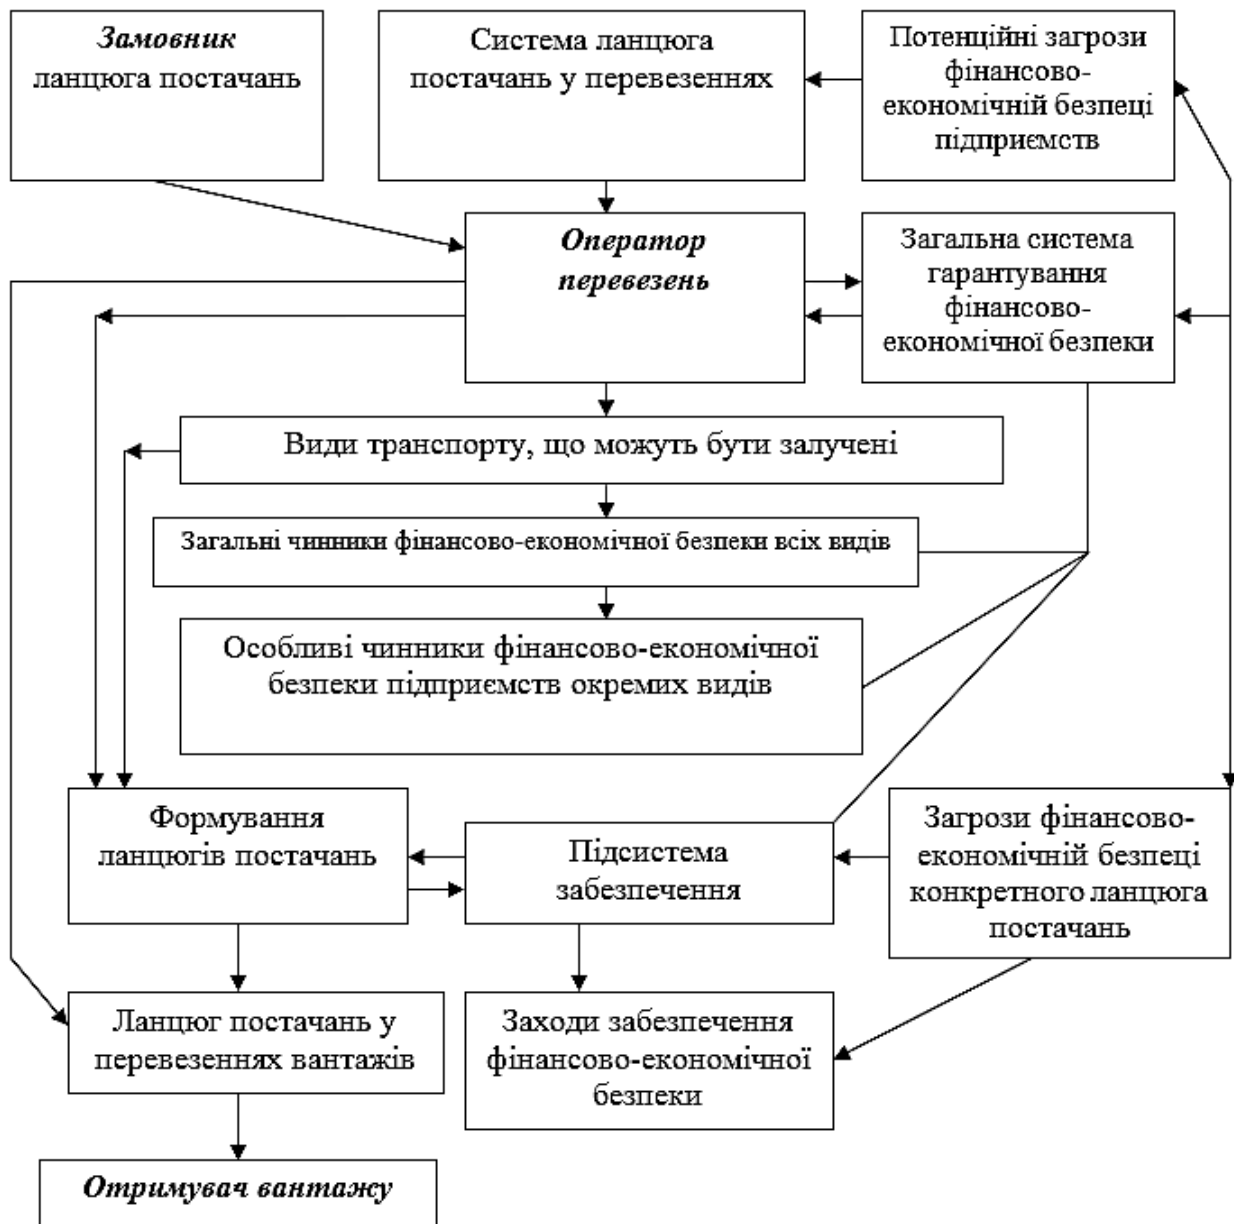 Замовник
ланцюга постачань
Система ланцюга
постачань у перевезеннях
Потенційні загрози
фінансово-
економічній безпеці
підприємств
Оператор
перевезень
Загальна система
гарантування
фінансово-
економічної безпеки
Види транспорту, що можуть бути залучені
Загальні чинники фінансово-економічної безпеки всіх видів
Особливі чинники фінансово-економічної
безпеки підприємств окремих видів
Формування
ланцюгів постачань
Підсистема
забезпечення
Загрози фінансово-
економічній безпеці
конкретного ланцюга
постачань
Ланцюг постачань у
перевезеннях вантажів
Заходи забезпечення
фінансово-економічної
безпеки
Отримувач вантажу